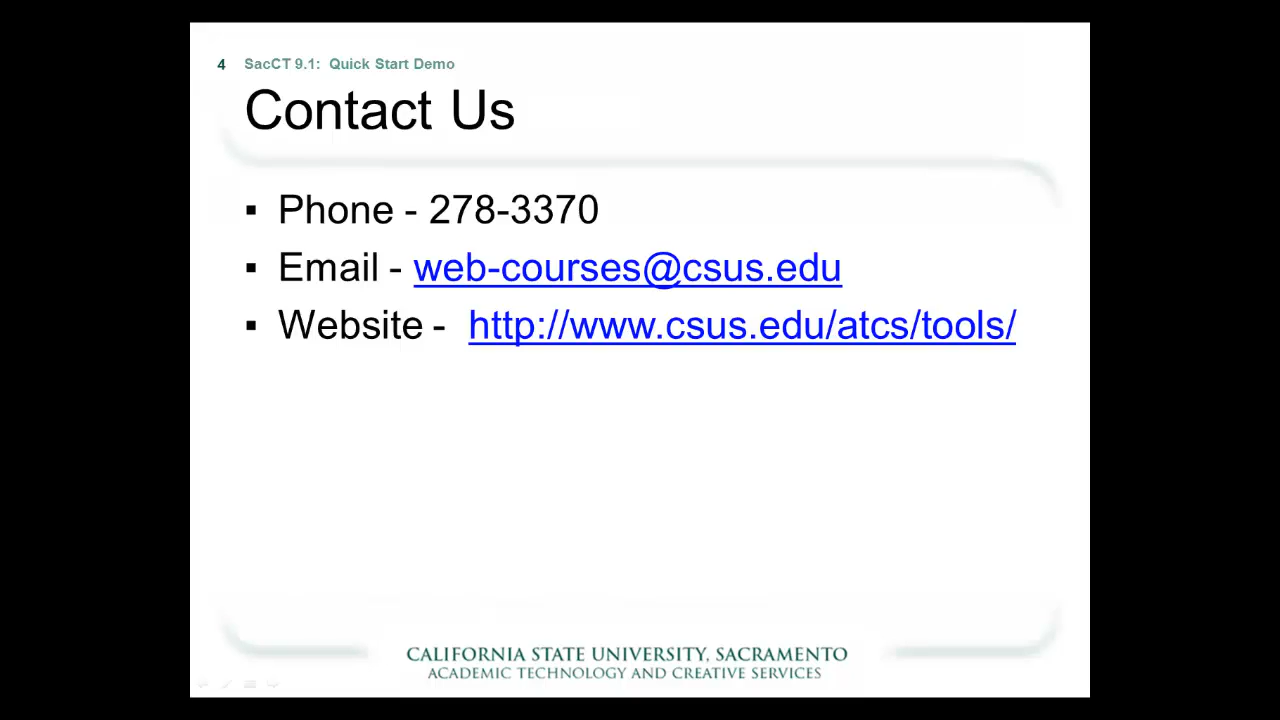 4 SacCT 9.1: Quick Start Demo
Contact Us
▪ Phone - 278-3370
▪ Email - web-courses@csus.edu
▪ Website - http://www.csus.edu/atcs/tools/
CALIFORNIA STATE UNIVERSITY, SACRAMENTO
ACADEMIC TECHNOLOGY AND CREATIVE SERVICES